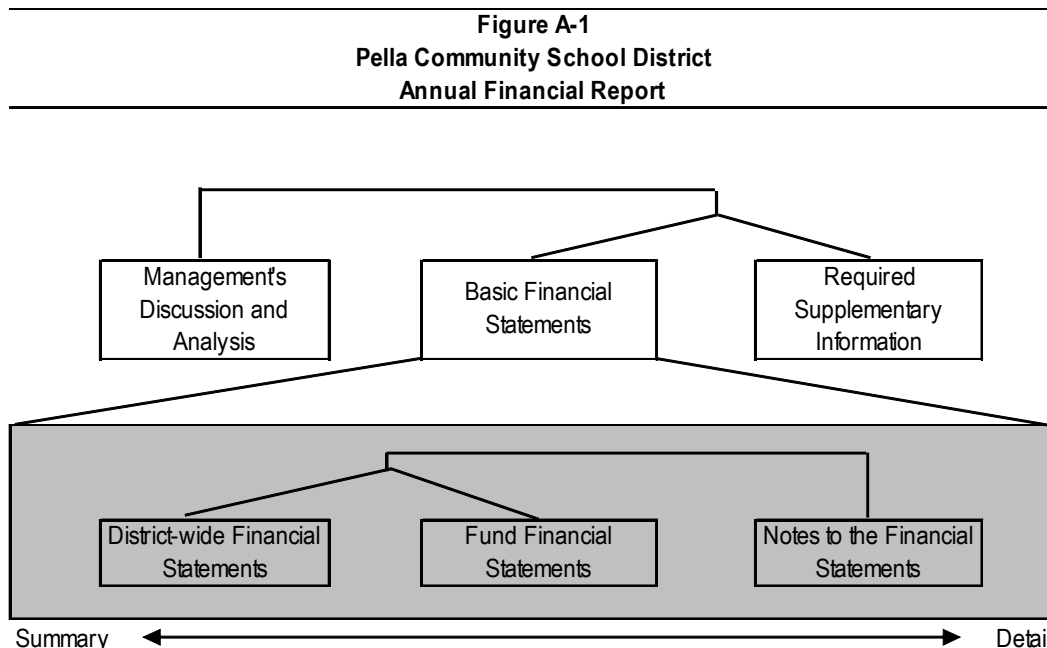 Figure A-1
Pella Community School District
Annual Financial Report
Management's
Discussion and
Analysis
Basic Financial
Statements
Required
Supplementary
Information
District-wide Financial
Statements
Fund Financial
Statements
Notes to the Financial
Statements
Summary
Detai